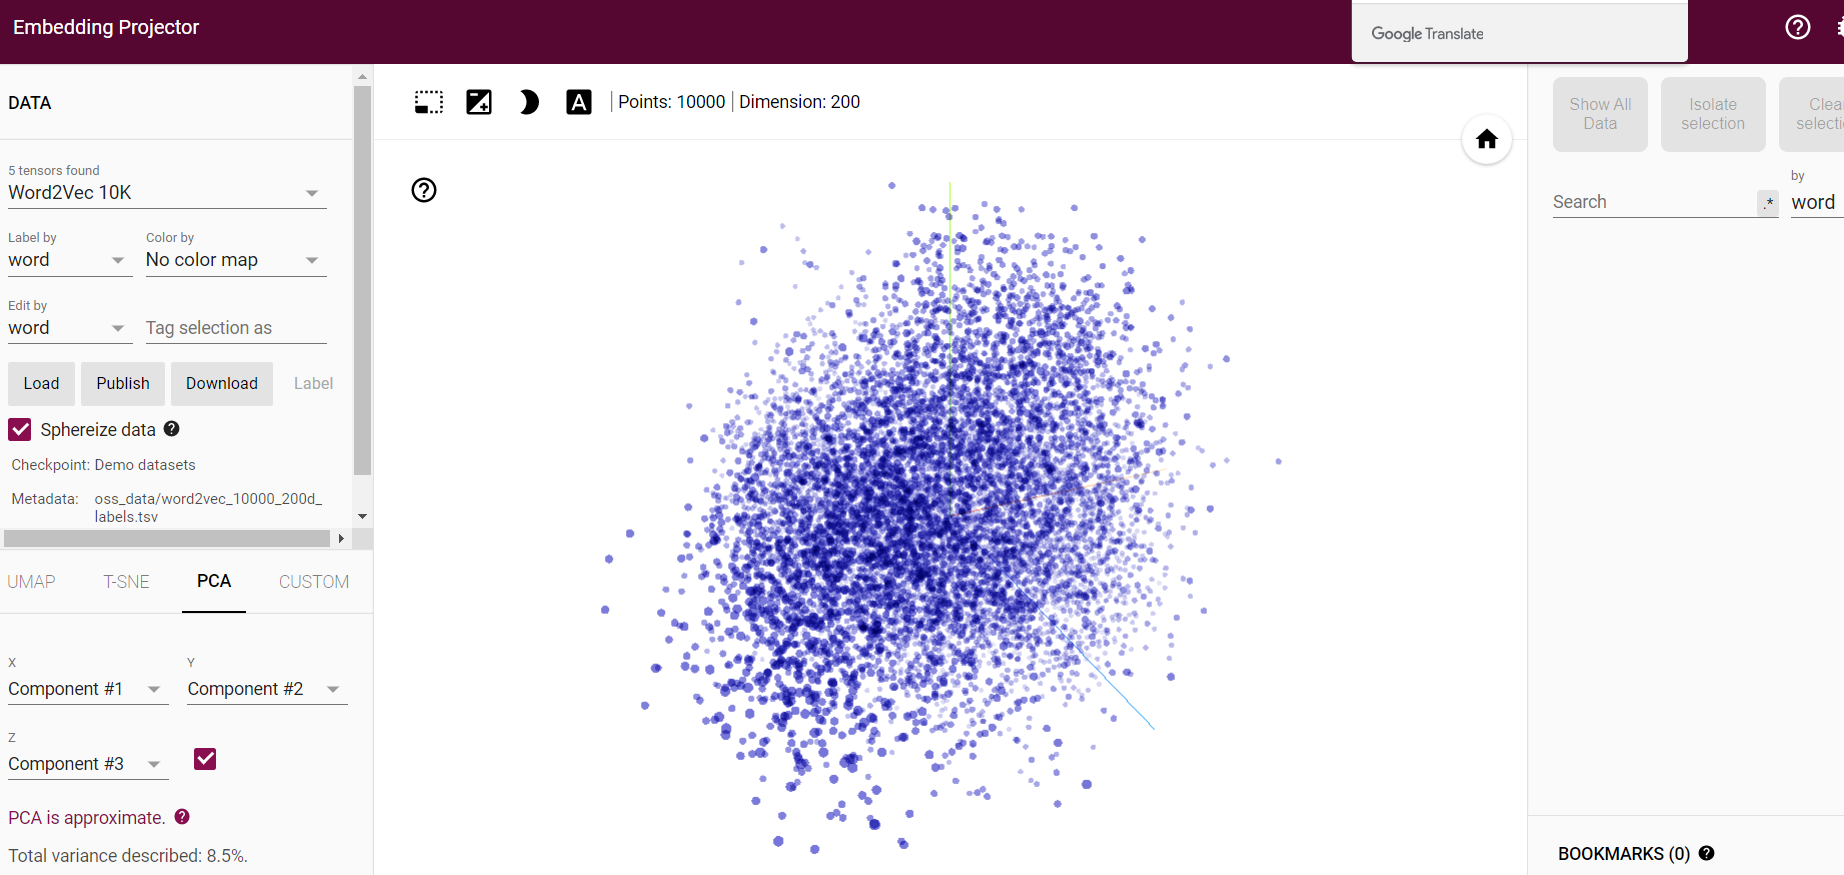 Embedding Projector
Google Translate
DATA
Points: 10000
Dimension: 200
Show All
Data
Isolate
selection
Clea
selecti
5 tensors found
Word2Vec 10K
by
Search
.*
word
Label by
Color by
word
No color map
Edit by
word
Tag selection as
Load
Publish
Download
Label
Sphereize data
Checkpoint: Demo datasets
Metadata: oss_data/word2vec_10000_200d_
labels.tsv
UMAP
T-SNE
PCA
CUSTOM
X
Y
Component #1
Component #2
Z
Component #3
PCA is approximate.
Total variance described: 8.5%.
BOOKMARKS (0)